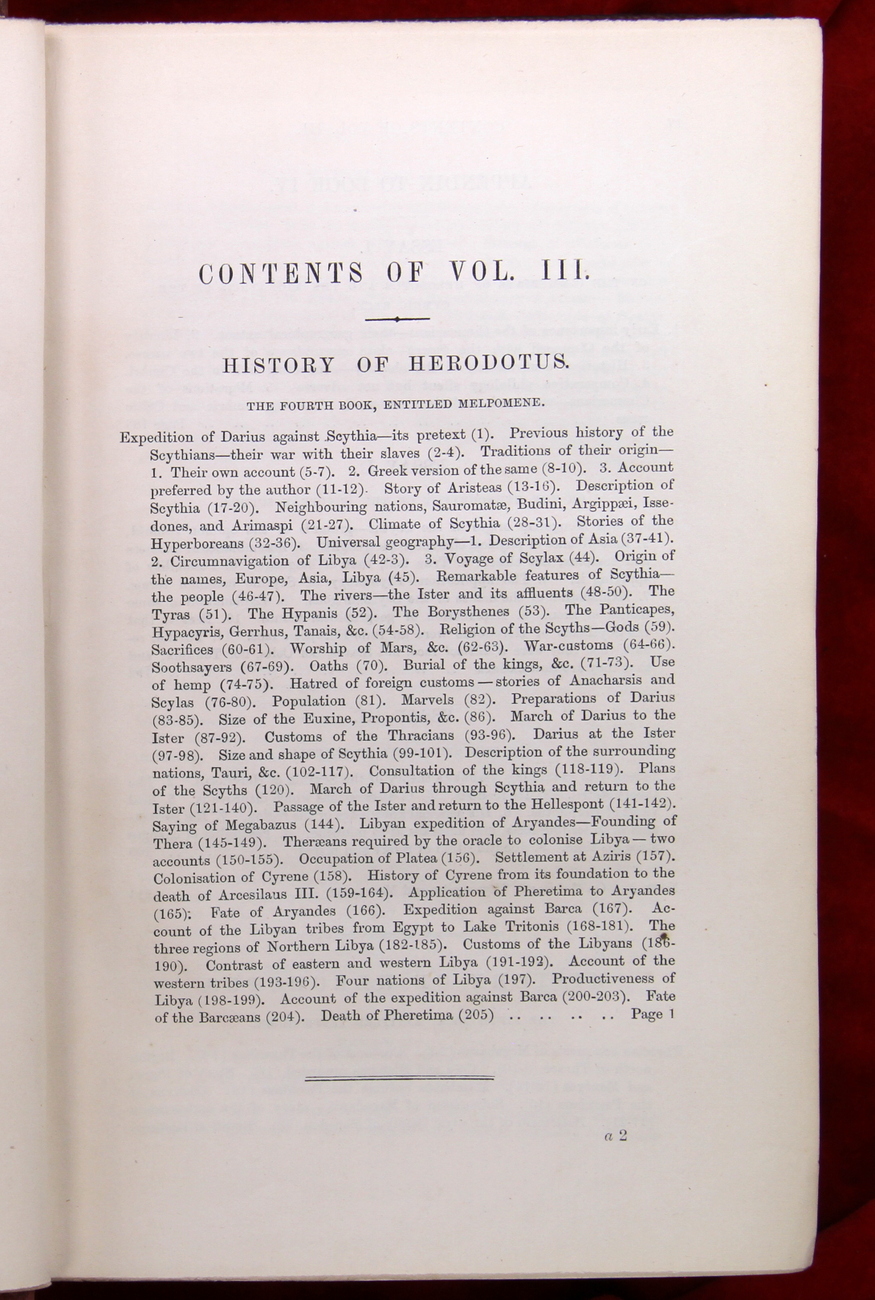 CONTENTS OF VOL. III.
HISTORY OF HERODOTUS.
THE FOURTH BOOK, ENTITLED MELPOMENE.
Expedition of Darius against Scythia—its pretext (1). Previous history of the
Scythians—their war with their slaves (2-4). Traditions of their origin—
1. Their own account (5-7). 2. Greek version of the same (8-10). 3. Account
preferred by the author (11-12). Story of Aristeas (13-16). Description of
Scythia (17-20). Neighbouring nations, Sauromatæ, Budini, Argippæi, Isse-
dones, and Arimaspi (21-27). Climate of Scythia (28-31). Stories of the
Hyperboreans (32-36). Universal geography—1. Description of Asia (37-41).
2. Circumnavigation of Libya (42-3). 3. Voyage of Scylax (44). Origin of
the names, Europe, Asia, Libya (45). Remarkable features of Scythia—
the people (46-47). The rivers—the Ister and its affluents (48-50). The
Tyras (51). The Hypanis (52). The Borysthenes (53). The Panticapes,
Hypacyris, Gerrhus, Tanais, &c. (54-58). Religion of the Scyths—Gods (59).
Sacrifices (60-61). Worship of Mars, &c. (62-63). War-customs (64-66).
Soothsayers (67-69). Oaths (70). Burial of the kings, &c. (71-73). Use
of hemp (74-75). Hatred of foreign customs—stories of Anacharsis and
Scylas (76-80). Population (81). Marvels (82). Preparations of Darius
(83-85). Size of the Euxine, Propontis, &c. (86). March of Darius to the
Ister (87-92). Customs of the Thracians (93-96). Darius at the Ister
(97-98). Size and shape of Scythia (99-101). Description of the surrounding
nations, Tauri, &c. (102-117). Consultation of the kings (118-119). Plans
of the Scyths (120). March of Darius through Scythia and return to the
Ister (121-140). Passage of the Ister and return to the Hellespont (141-142).
Saying of Megabazus (144). Libyan expedition of Aryandes—Founding of
Thera (145-149). Theræans required by the oracle to colonise Libya—two
accounts (150-155). Occupation of Platea (156). Settlement at Aziris (157).
Colonisation of Cyrene (158). History of Cyrene from its foundation to the
death of Arcesilaus III. (159-164). Application of Pheretima to Aryandes
(165). Fate of Aryandes (166). Expedition against Barca (167). Ac-
count of the Libyan tribes from Egypt to Lake Tritonis (168-181). The
three regions of Northern Libya (182-185). Customs of the Libyans (186-
190). Contrast of eastern and western Libya (191-192). Account of the
western tribes (193-196). Four nations of Libya (197). Productiveness of
Libya (198-199). Account of the expedition against Barca (200-203). Fate
of the Barcæans (204). Death of Pheretima (205) .. .. .. .. Page 1
a 2